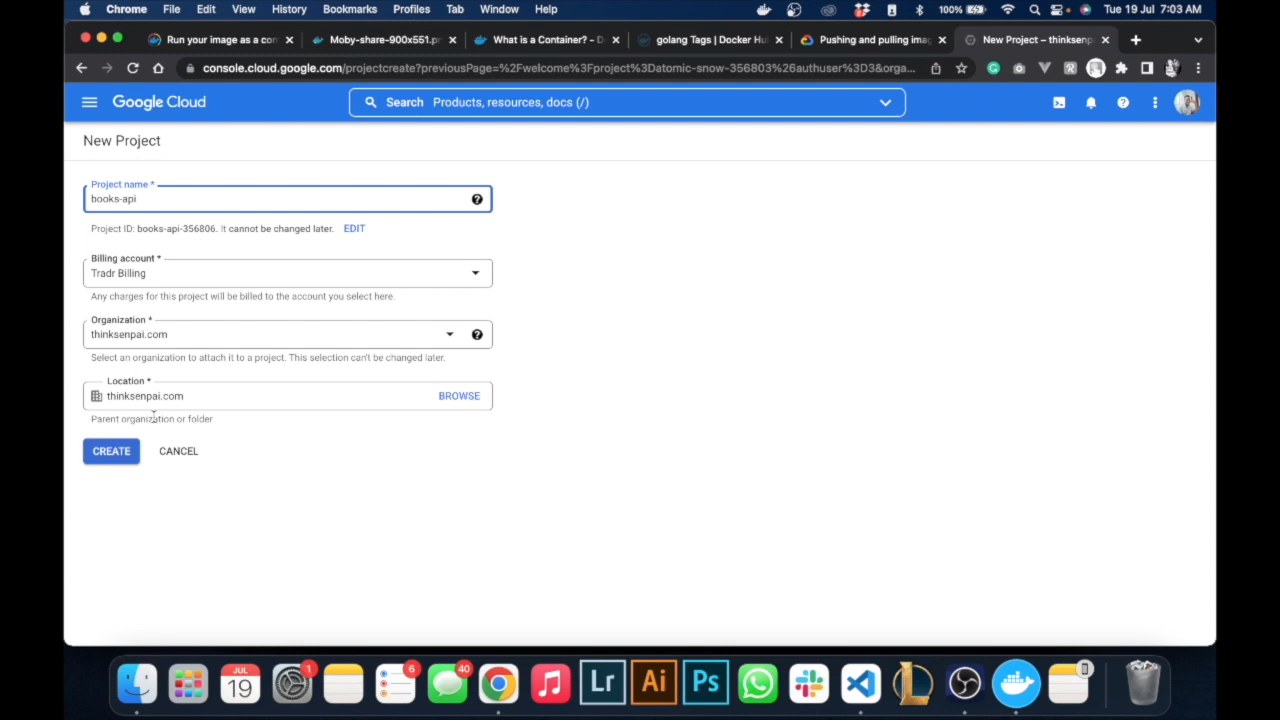 Chrome File Edit View History Bookmarks Profiles Tab Window Help 100% Tue 19 Jul 7:03 AM
Run your image as a con Moby-share-900x551.pr What is a Container? – D golang Tags | Docker Hu Pushing and pulling imag New Project – thinksenp
console.cloud.google.com/projectcreate?previousPage=%2Fwelcome%3Fproject%3Datomic-snow-356803%26authuser%3D3&orga...
Google Cloud Search Products, resources, docs (/)
New Project
Project name *
books-api
Project ID: books-api-356806. It cannot be changed later. EDIT
Billing account *
Tradr Billing
Any charges for this project will be billed to the account you select here.
Organization *
thinksenpai.com
Select an organization to attach it to a project. This selection can't be changed later.
Location *
thinksenpai.com BROWSE
Parent organization or folder
CREATE CANCEL
JUL 1 6 40
19 Lr Ai Ps